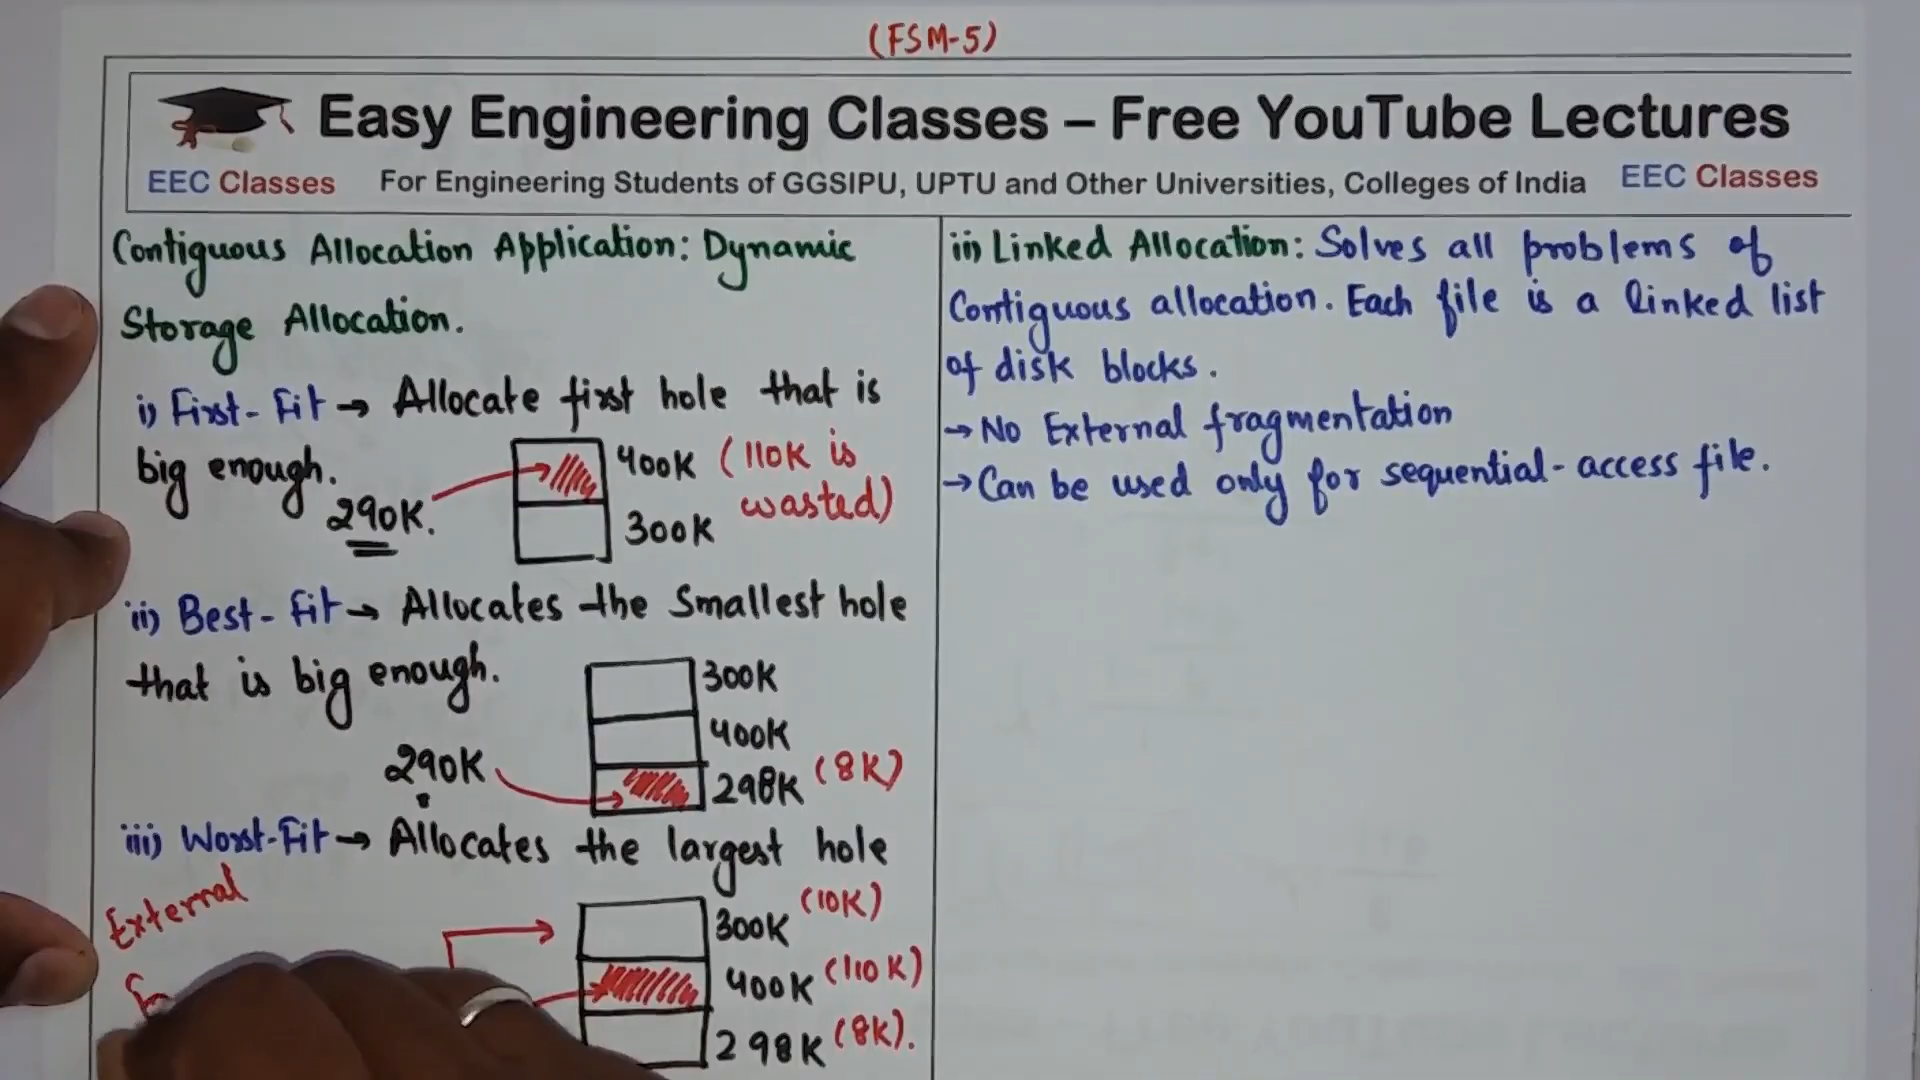 (FSM-5)
Easy Engineering Classes – Free YouTube Lectures
EEC Classes For Engineering Students of GGSIPU, UPTU and Other Universities, Colleges of India EEC Classes
Contiguous Allocation Application: Dynamic
Storage Allocation.
i) First-Fit → Allocate first hole that is
big enough.
290K.
400K (110K is
wasted)
300K
ii) Best-Fit → Allocates the Smallest hole
that is big enough.
300K
400K
290K
298K (8K)
iii) Worst-Fit → Allocates the largest hole
External
300K (10K)
400K (110K)
298K (8K).
ii) Linked Allocation: Solves all problems of
Contiguous allocation. Each file is a linked list
of disk blocks.
→ No External fragmentation
→ Can be used only for sequential-access file.